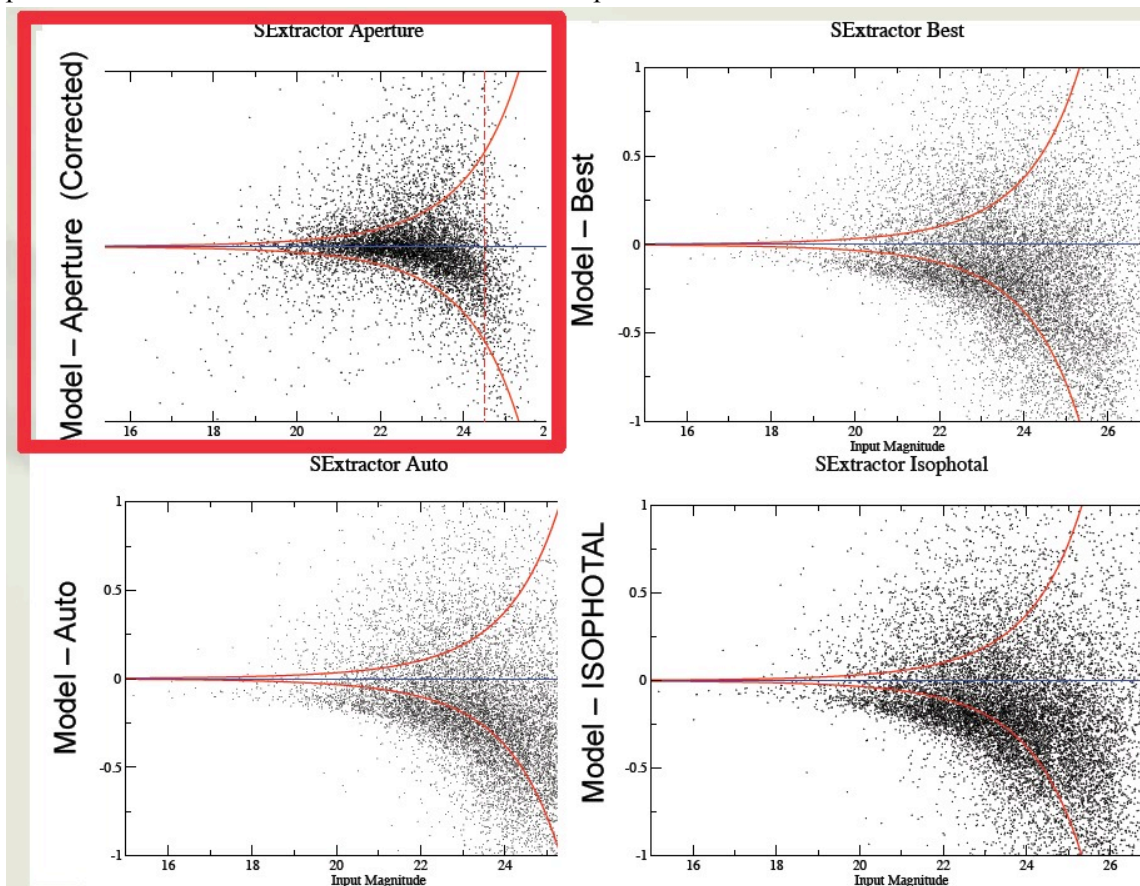 SExtractor Aperture
Model – Aperture (Corrected)
16 18 20 22 24 2
SExtractor Best
Model – Best
1
0.5
0
-0.5
-1
16 18 20 22 24 26
Input Magnitude
SExtractor Auto
Model – Auto
1
0.5
0
-0.5
-1
16 18 20 22 24
Input Magnitude
SExtractor Isophotal
Model – ISOPHOTAL
1
0.5
0
-0.5
-1
16 18 20 22 24 26
Input Magnitude